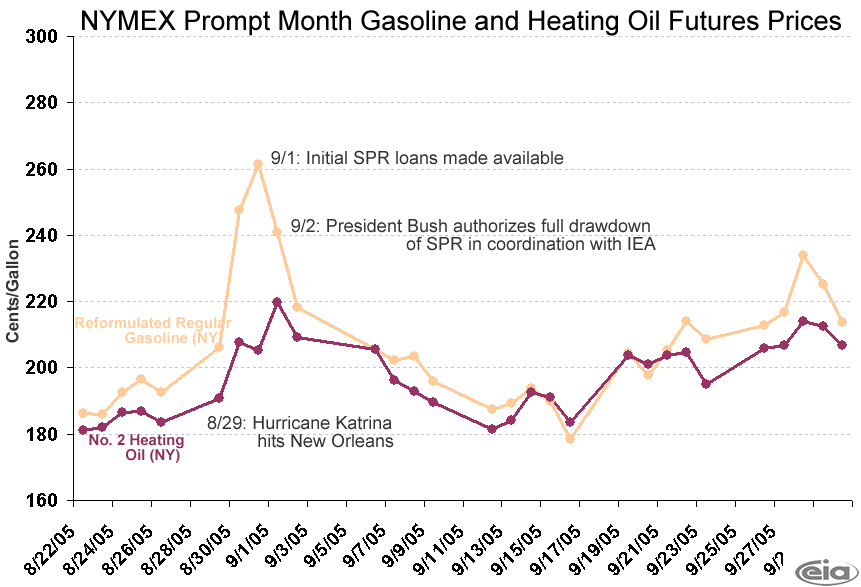 NYMEX Prompt Month Gasoline and Heating Oil Futures Prices
300
280
260
240
220
200
180
160
Cents/Gallon
9/1: Initial SPR loans made available
9/2: President Bush authorizes full drawdown
of SPR in coordination with IEA
Reformulated Regular
Gasoline (NY)
8/29: Hurricane Katrina
hits New Orleans
No. 2 Heating
Oil (NY)
8/22/05
8/24/05
8/26/05
8/28/05
8/30/05
9/1/05
9/3/05
9/5/05
9/7/05
9/9/05
9/11/05
9/13/05
9/15/05
9/17/05
9/19/05
9/21/05
9/23/05
9/25/05
9/27/05
eia